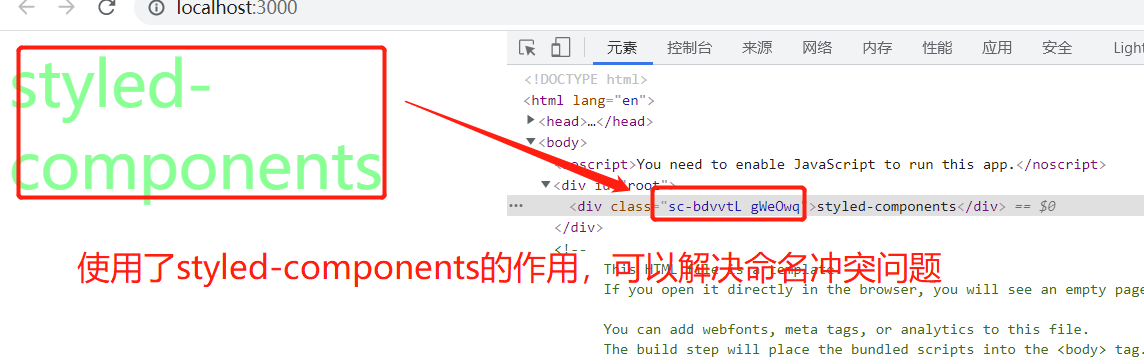 localhost:3000
styled-
components
元素 控制台 来源 网络 内存 性能 应用 安全 Light
<!DOCTYPE html>
<html lang="en">
<head>…</head>
<body>
<noscript>You need to enable JavaScript to run this app.</noscript>
<div id="root">
<div class="sc-bdvvtL gWeOwq">styled-components</div> == $0
</div>
<!--
使用了styled-components的作用，可以解决命名冲突问题
This HTML file is a template.
If you open it directly in the browser, you will see an empty page
You can add webfonts, meta tags, or analytics to this file.
The build step will place the bundled scripts into the <body> tag.